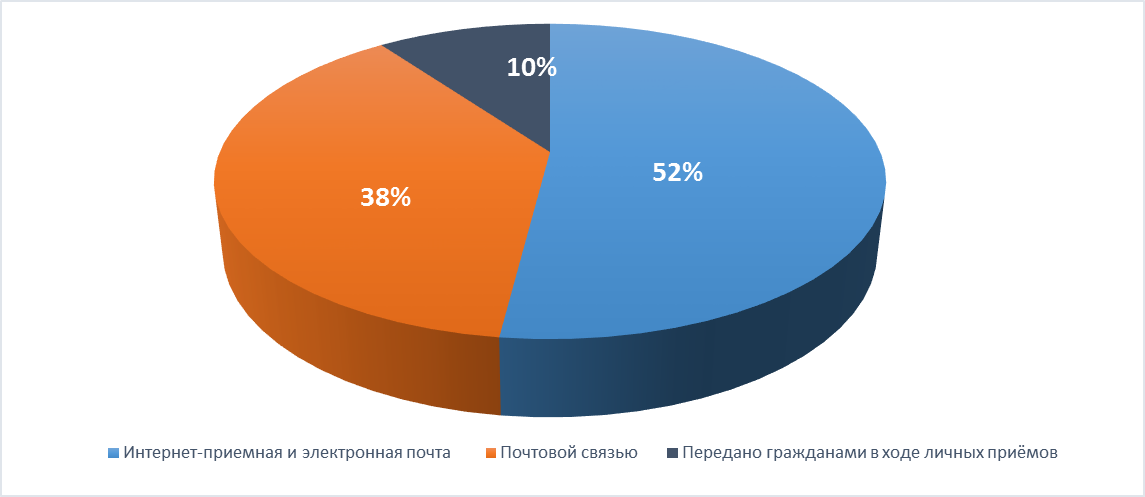 10%
52%
38%
Интернет-приемная и электронная почта Почтовой связью Передано гражданами в ходе личных приёмов